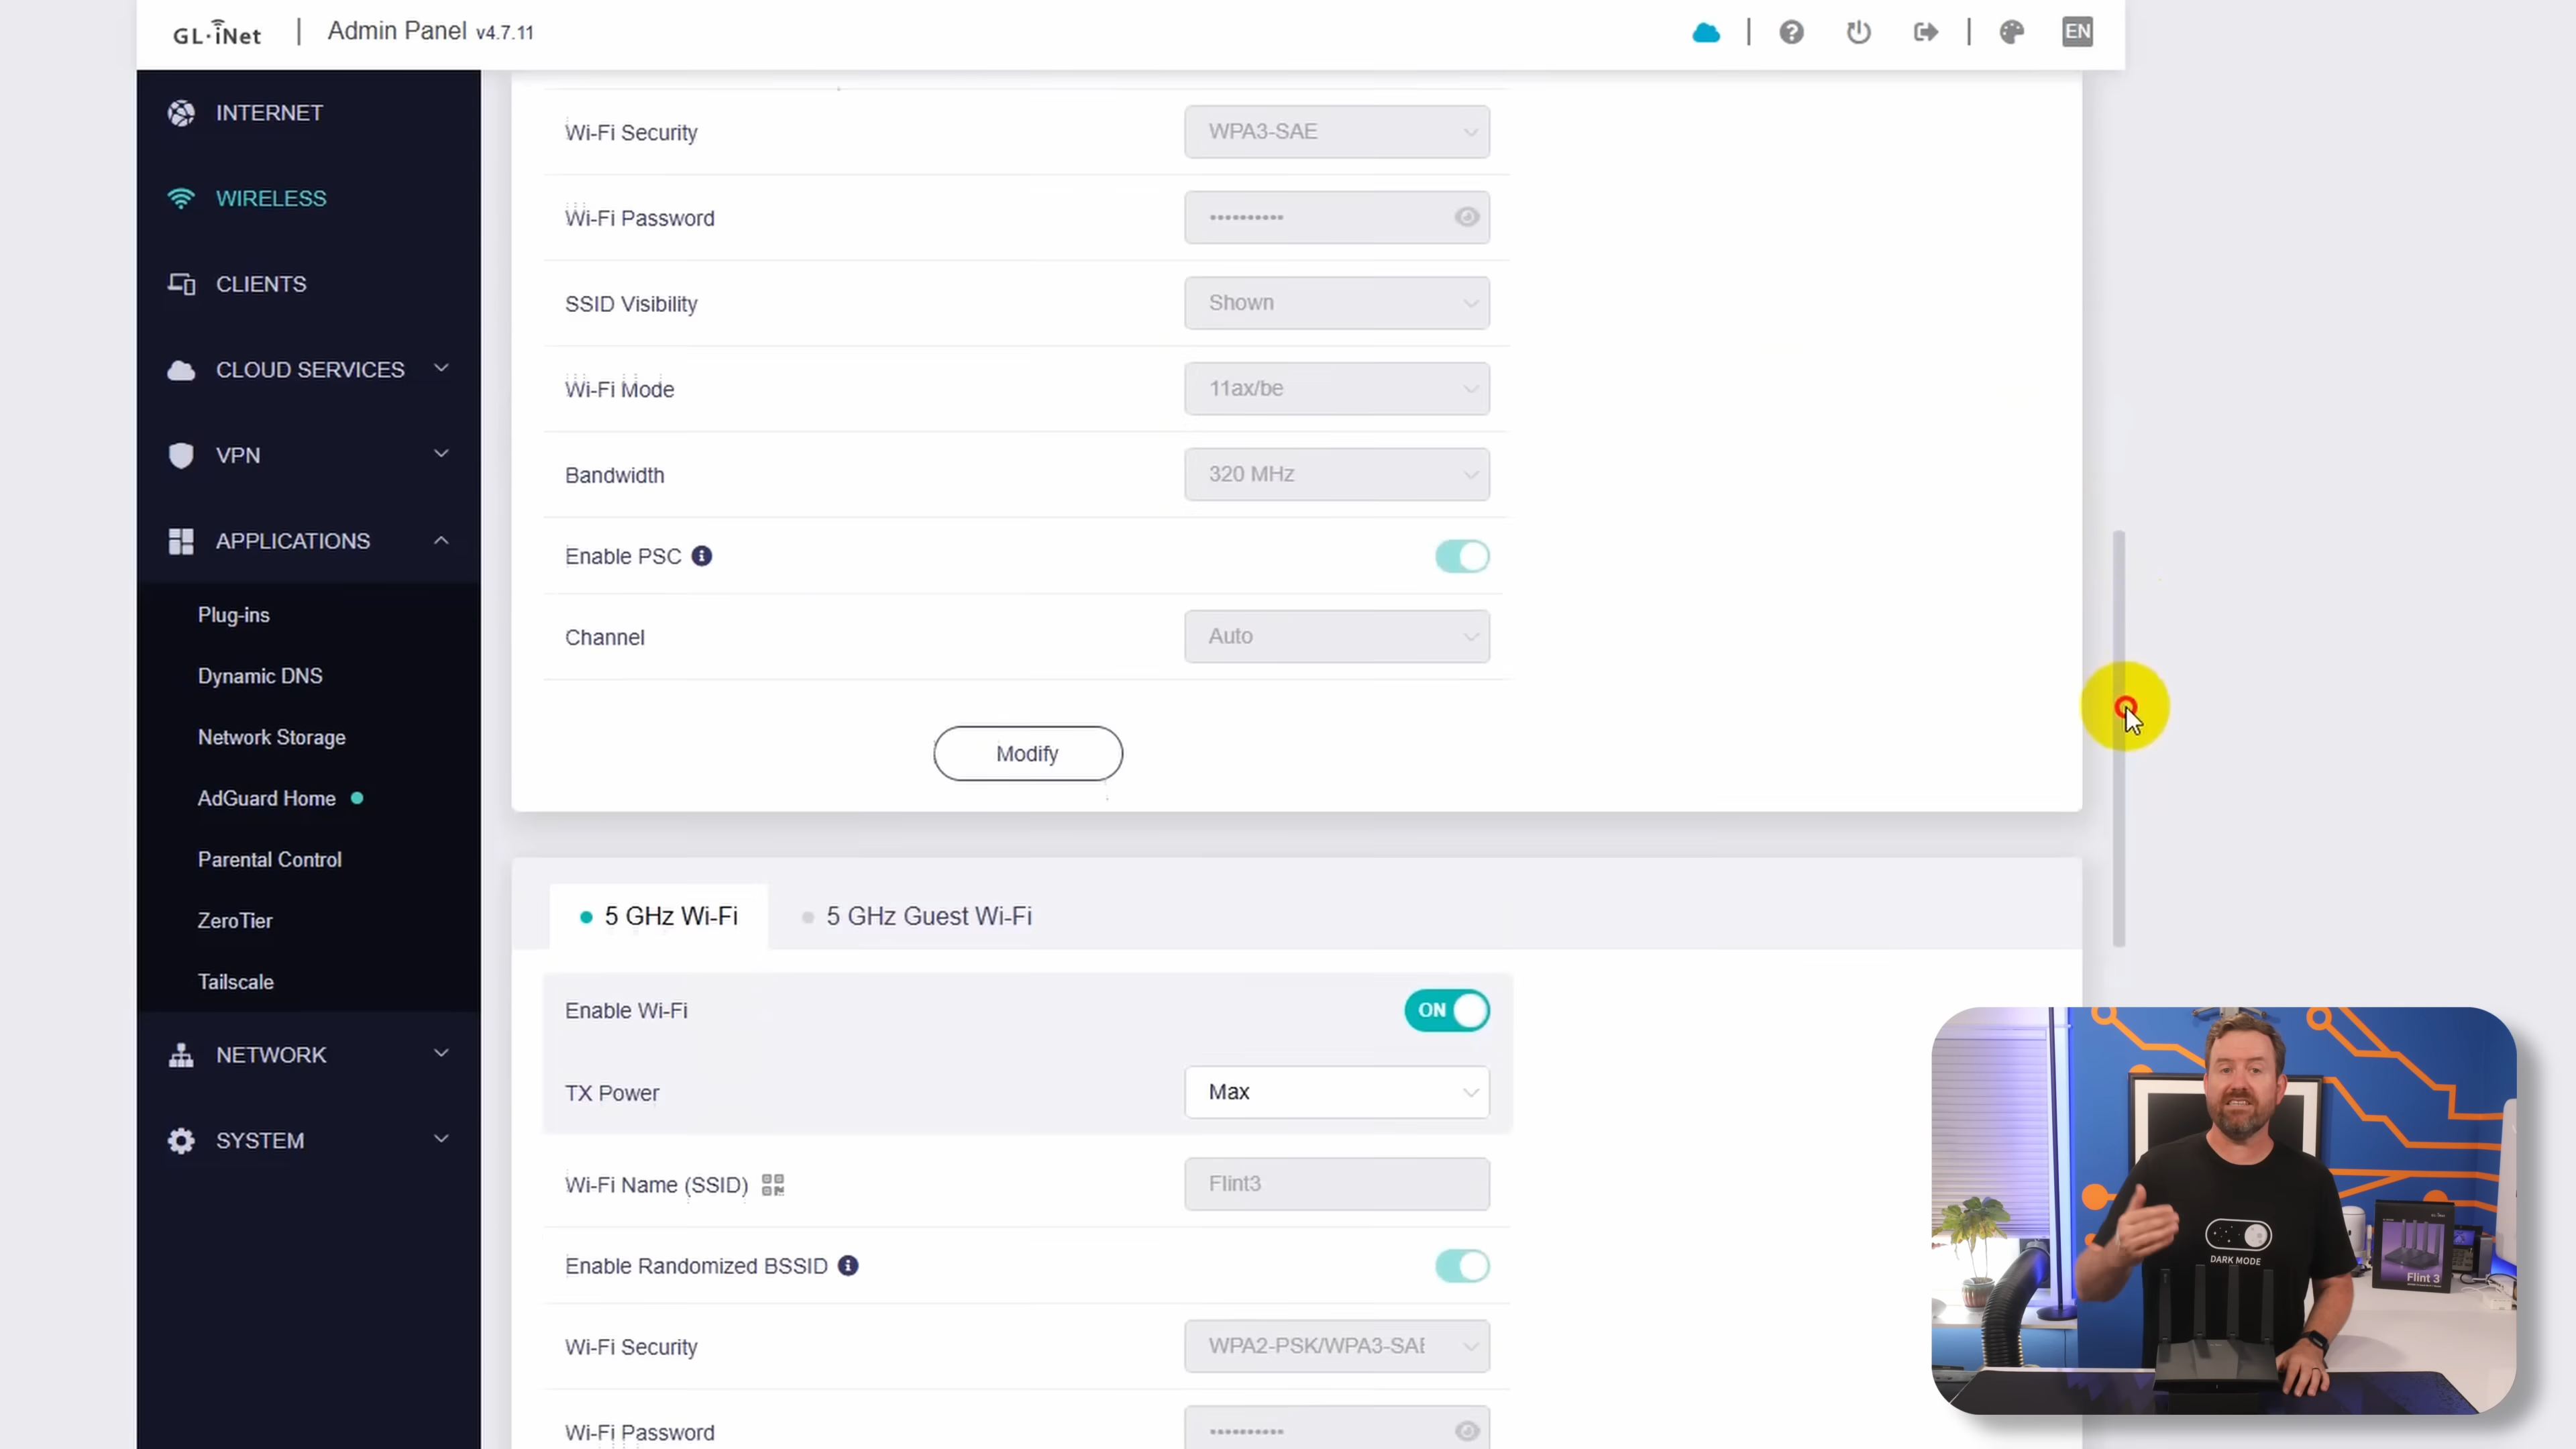 GL·iNet
Admin Panel v4.7.11
EN
INTERNET
WIRELESS
CLIENTS
CLOUD SERVICES
VPN
APPLICATIONS
Plug-ins
Dynamic DNS
Network Storage
AdGuard Home
Parental Control
ZeroTier
Tailscale
NETWORK
SYSTEM
Wi-Fi Security
WPA3-SAE
Wi-Fi Password
••••••••••
SSID Visibility
Shown
Wi-Fi Mode
11ax/be
Bandwidth
320 MHz
Enable PSC
Channel
Auto
Modify
5 GHz Wi-Fi
5 GHz Guest Wi-Fi
Enable Wi-Fi
ON
TX Power
Max
Wi-Fi Name (SSID)
Flint3
Enable Randomized BSSID
Wi-Fi Security
WPA2-PSK/WPA3-SAE
Wi-Fi Password
••••••••••
DARK MODE
Flint 3